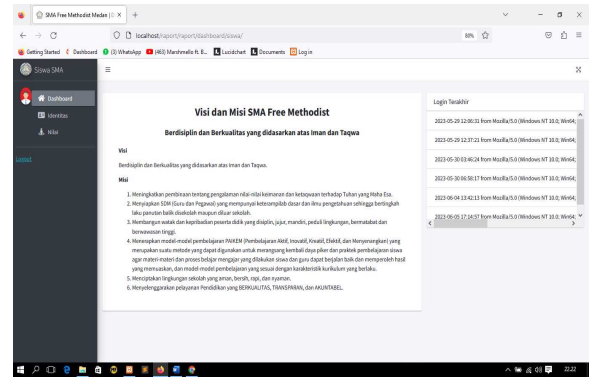 SMA Free Methodist Medan | D
localhost/raport/raport/dashboard/siswa/
80%
Getting Started
Dashboard
(3) WhatsApp
(463) Marshmello ft. B...
Lucidchart
Documents
Log in
Siswa SMA
Dashboard
Identitas
Nilai
Visi dan Misi SMA Free Methodist
Berdisiplin dan Berkualitas yang didasarkan atas Iman dan Taqwa
Visi
Berdisiplin dan Berkualitas yang didasarkan atas Iman dan Taqwa.
Misi
1. Meningkatkan pembinaan tentang pengalaman nilai-nilai keimanan dan ketaqwaan terhadap Tuhan yang Maha Esa.
2. Menyiapkan SDM (Guru dan Pegawai) yang mempunyai keterampilab dasar dan ilmu pengetahuan sehingga bertingkah
laku panutan balik disekolah maupun diluar sekolah.
3. Membangun watak dan kepribadian peserta didik yang disiplin, jujur, mandiri, peduli lingkungan, bermatabat dan
berwawasan tinggi.
4. Menerapkan model-model pembelajaran PAIKEM (Pembalajaran Aktif, Inovatif, Kreatif, Efektif, dan Menyenangkan) yang
merupakan suatu metode yang dapat digunakan untuk merangsang kembali daya piker dan praktek pembelajaran siswa
agar materi-materi dan proses belajar mengajar yang dilakukan siswa dan guru dapat berjalan baik dan memperoleh hasil
yang memuaskan, dan model-model pembelajaran yang sesuai dengan karakteristik kurikulum yang berlaku.
5. Menciptakan lingkungan sekolah yang aman, bersih, rapi, dan nyaman.
6. Menyelenggarakan pelayanan Pendidikan yang BERKUALITAS, TRANSPARAN, dan AKUNTABEL.
Login Terakhir
2023-05-29 12:06:31 from Mozilla/5.0 (Windows NT 10.0; Win64;
2023-05-29 12:37:21 from Mozilla/5.0 (Windows NT 10.0; Win64;
2023-05-30 03:46:24 from Mozilla/5.0 (Windows NT 10.0; Win64;
2023-05-30 06:58:17 from Mozilla/5.0 (Windows NT 10.0; Win64;
2023-06-04 13:42:13 from Mozilla/5.0 (Windows NT 10.0; Win64;
2023-06-05 17:14:57 from Mozilla/5.0 (Windows NT 10.0; Win64;
22.22